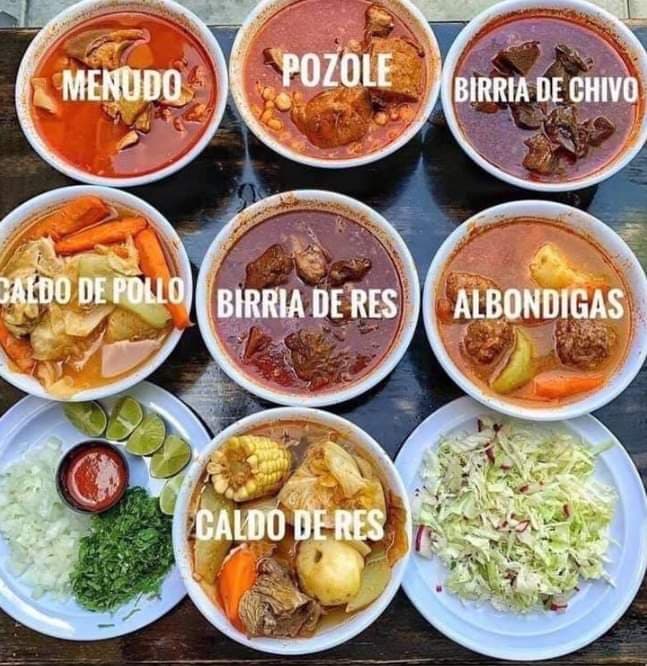 MENUDO
POZOLE
BIRRIA DE CHIVO
CALDO DE POLLO
BIRRIA DE RES
ALBONDIGAS
CALDO DE RES